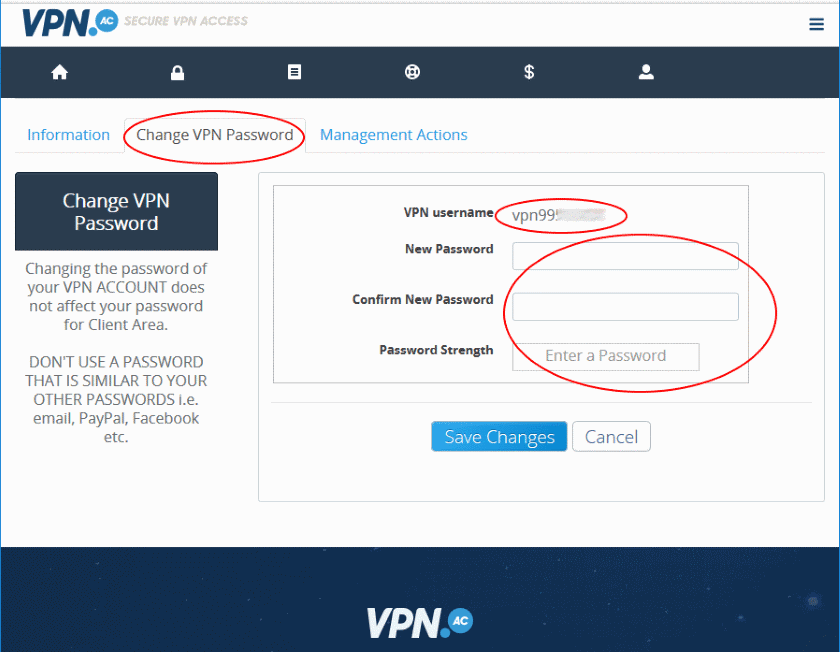 VPN.AC SECURE VPN ACCESS
$
Information Change VPN Password Management Actions
Change VPN
Password
Changing the password of
your VPN ACCOUNT does
not affect your password
for Client Area.
DON'T USE A PASSWORD
THAT IS SIMILAR TO YOUR
OTHER PASSWORDS i.e.
email, PayPal, Facebook
etc.
VPN username vpn99
New Password
Confirm New Password
Password Strength Enter a Password
Save Changes Cancel
VPN.AC